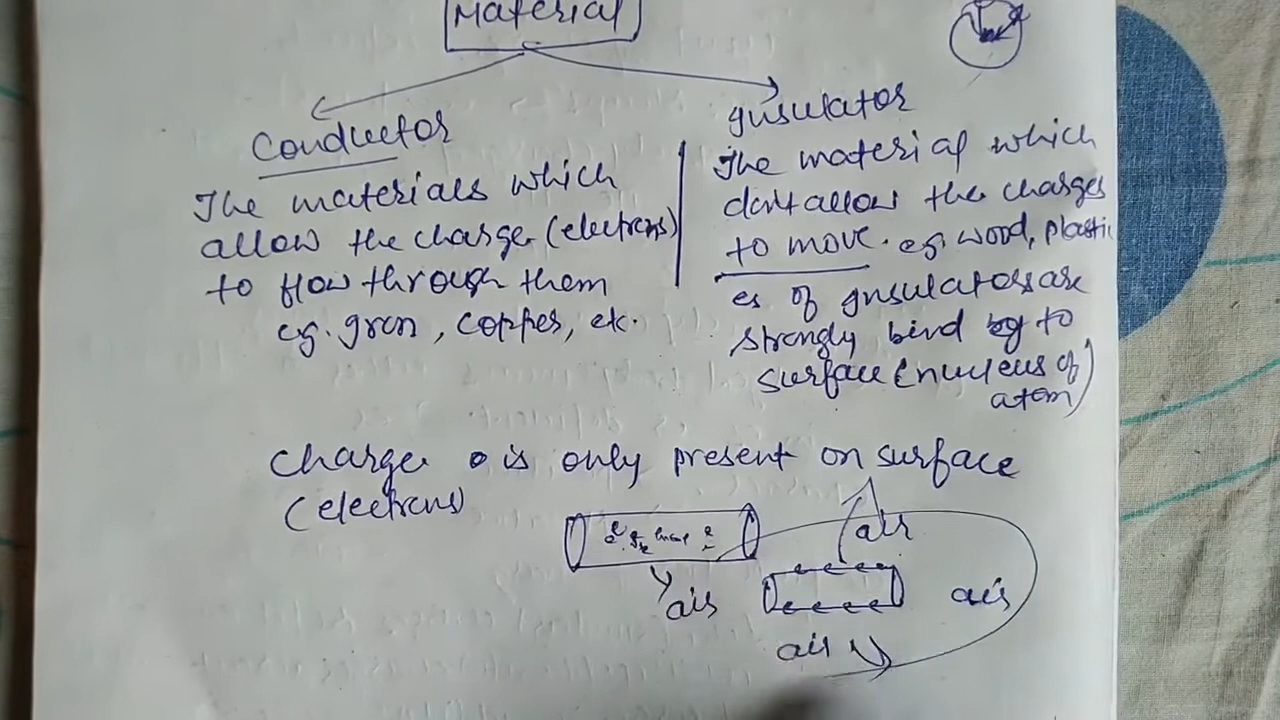 Material
Conductor
The materials which
allow the charge (electrons)
to flow through them
eg. Iron, Copper, etc.
Insulator
The material which
don't allow the charges
to move. eg. wood, plastic
es of Insulators are
strongly bind to
surface (nucleus of
atom)
Charge is only present on surface
(electrons)
air
air
air
air